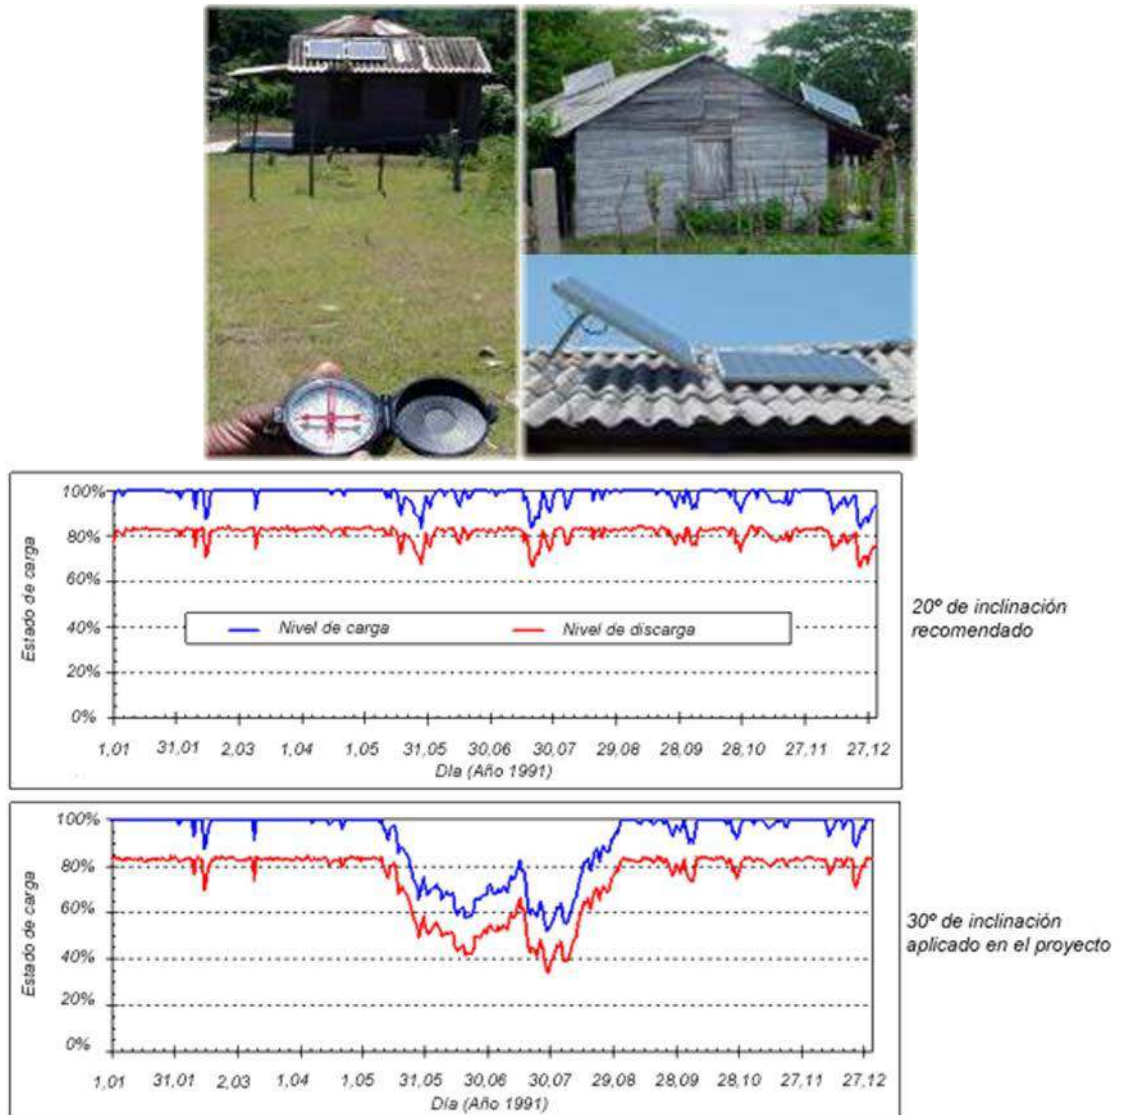 100%
80%
60%
40%
20%
0%
Estado de carga
Nivel de carga
Nivel de discarga
1,01 31,01 2,03 1,04 1,05 31,05 30,06 30,07 29,08 28,09 28,10 27,11 27,12
Día (Año 1991)
20º de inclinación
recomendado
100%
80%
60%
40%
20%
0%
Estado de carga
1,01 31,01 2,03 1,04 1,05 31,05 30,06 30,07 29,08 28,09 28,10 27,11 27,12
Día (Año 1991)
30º de inclinación
aplicado en el proyecto